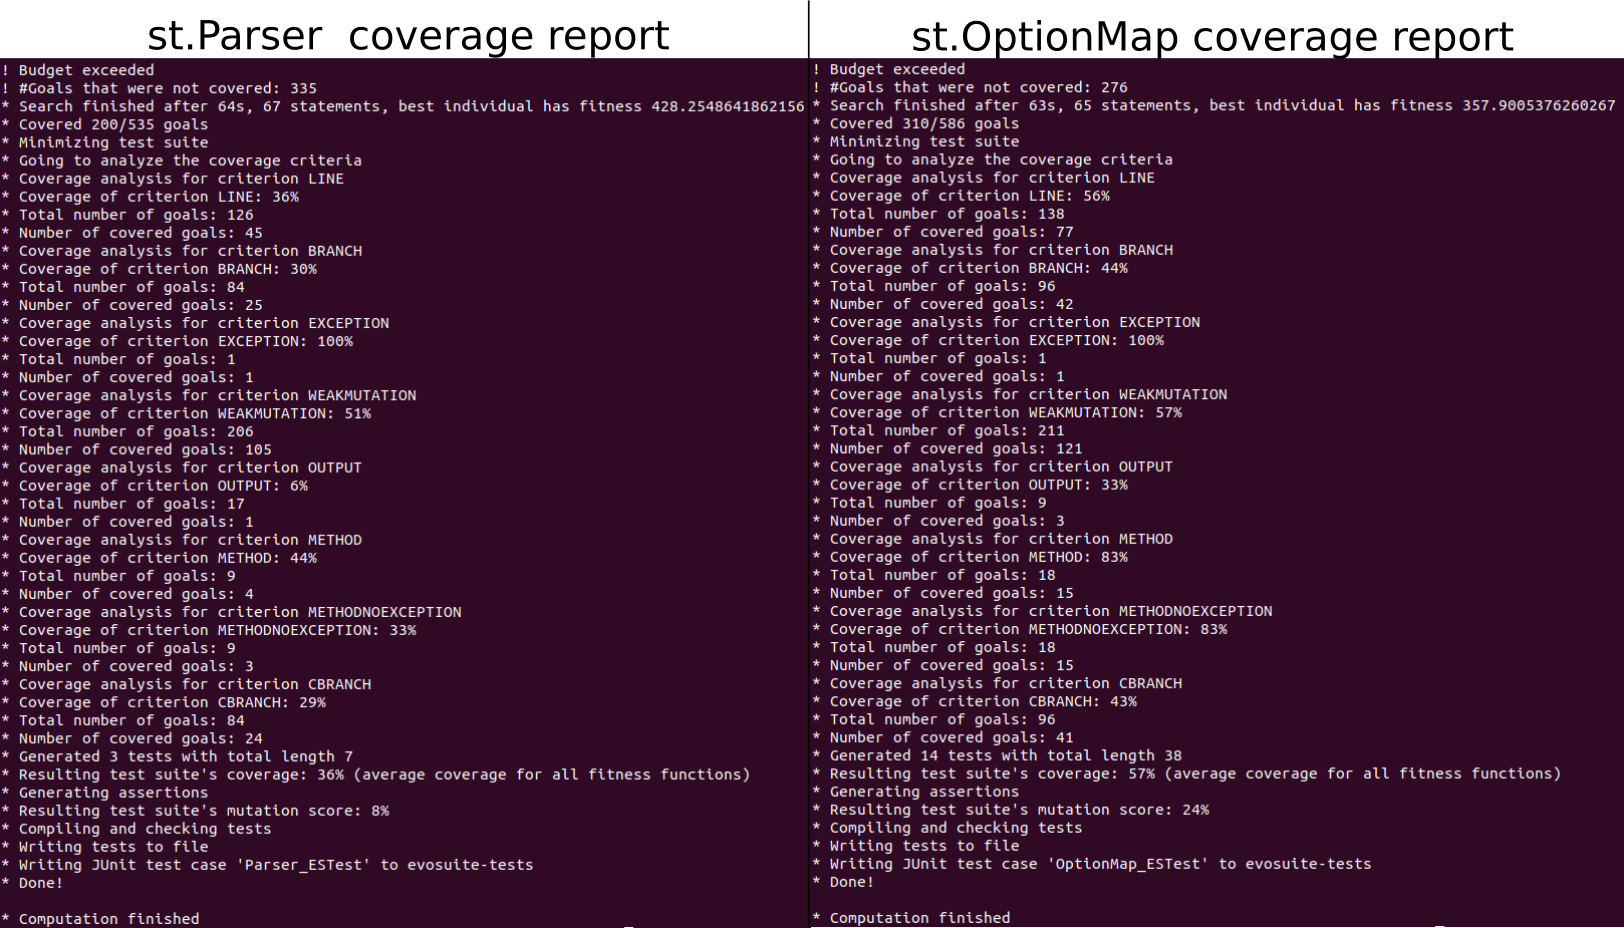 st.Parser  coverage report
! Budget exceeded
! #Goals that were not covered: 335
* Search finished after 64s, 67 statements, best individual has fitness 428.2548641862156
* Covered 200/535 goals
* Minimizing test suite
* Going to analyze the coverage criteria
* Coverage analysis for criterion LINE
* Coverage of criterion LINE: 36%
* Total number of goals: 126
* Number of covered goals: 45
* Coverage analysis for criterion BRANCH
* Coverage of criterion BRANCH: 30%
* Total number of goals: 84
* Number of covered goals: 25
* Coverage analysis for criterion EXCEPTION
* Coverage of criterion EXCEPTION: 100%
* Total number of goals: 1
* Number of covered goals: 1
* Coverage analysis for criterion WEAKMUTATION
* Coverage of criterion WEAKMUTATION: 51%
* Total number of goals: 206
* Number of covered goals: 105
* Coverage analysis for criterion OUTPUT
* Coverage of criterion OUTPUT: 6%
* Total number of goals: 17
* Number of covered goals: 1
* Coverage analysis for criterion METHOD
* Coverage of criterion METHOD: 44%
* Total number of goals: 9
* Number of covered goals: 4
* Coverage analysis for criterion METHODNOEXCEPTION
* Coverage of criterion METHODNOEXCEPTION: 33%
* Total number of goals: 9
* Number of covered goals: 3
* Coverage analysis for criterion CBRANCH
* Coverage of criterion CBRANCH: 29%
* Total number of goals: 84
* Number of covered goals: 24
* Generated 3 tests with total length 7
* Resulting test suite's coverage: 36% (average coverage for all fitness functions)
* Generating assertions
* Resulting test suite's mutation score: 8%
* Compiling and checking tests
* Writing tests to file
* Writing JUnit test case 'Parser_ESTest' to evosuite-tests
* Done!
* Computation finished
st.OptionMap coverage report
! Budget exceeded
! #Goals that were not covered: 276
* Search finished after 63s, 65 statements, best individual has fitness 357.9005376260267
* Covered 310/586 goals
* Minimizing test suite
* Going to analyze the coverage criteria
* Coverage analysis for criterion LINE
* Coverage of criterion LINE: 56%
* Total number of goals: 138
* Number of covered goals: 77
* Coverage analysis for criterion BRANCH
* Coverage of criterion BRANCH: 44%
* Total number of goals: 96
* Number of covered goals: 42
* Coverage analysis for criterion EXCEPTION
* Coverage of criterion EXCEPTION: 100%
* Total number of goals: 1
* Number of covered goals: 1
* Coverage analysis for criterion WEAKMUTATION
* Coverage of criterion WEAKMUTATION: 57%
* Total number of goals: 211
* Number of covered goals: 121
* Coverage analysis for criterion OUTPUT
* Coverage of criterion OUTPUT: 33%
* Total number of goals: 9
* Number of covered goals: 3
* Coverage analysis for criterion METHOD
* Coverage of criterion METHOD: 83%
* Total number of goals: 18
* Number of covered goals: 15
* Coverage analysis for criterion METHODNOEXCEPTION
* Coverage of criterion METHODNOEXCEPTION: 83%
* Total number of goals: 18
* Number of covered goals: 15
* Coverage analysis for criterion CBRANCH
* Coverage of criterion CBRANCH: 43%
* Total number of goals: 96
* Number of covered goals: 41
* Generated 14 tests with total length 38
* Resulting test suite's coverage: 57% (average coverage for all fitness functions)
* Generating assertions
* Resulting test suite's mutation score: 24%
* Compiling and checking tests
* Writing tests to file
* Writing JUnit test case 'OptionMap_ESTest' to evosuite-tests
* Done!
* Computation finished